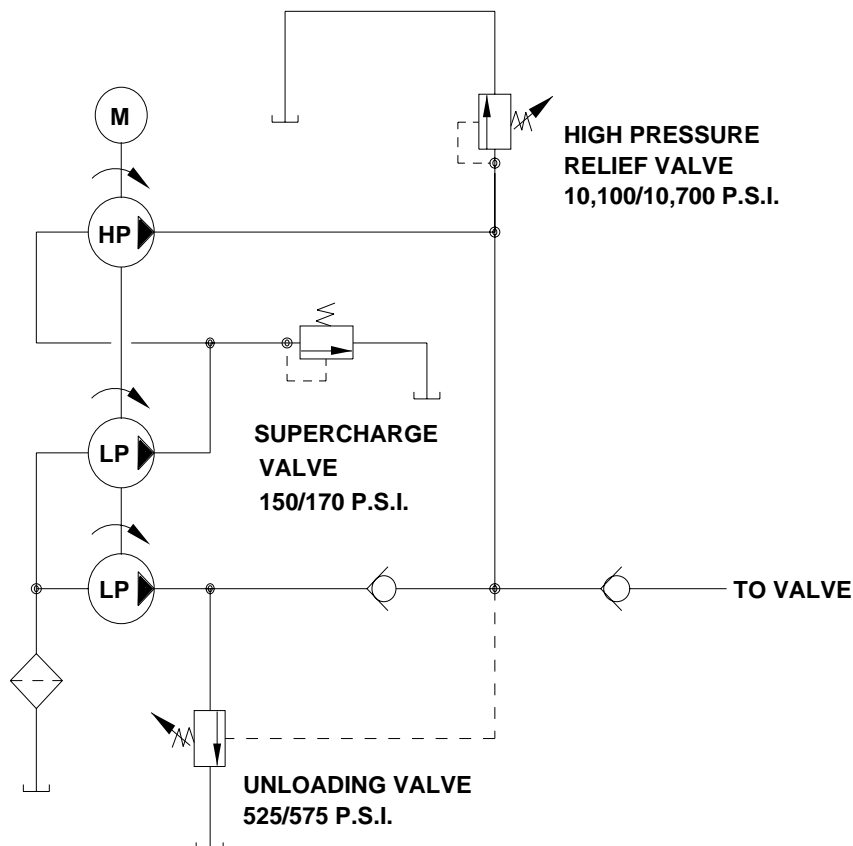 M
HIGH PRESSURE
RELIEF VALVE
10,100/10,700 P.S.I.
HP
SUPERCHARGE
VALVE
150/170 P.S.I.
LP
LP
TO VALVE
UNLOADING VALVE
525/575 P.S.I.